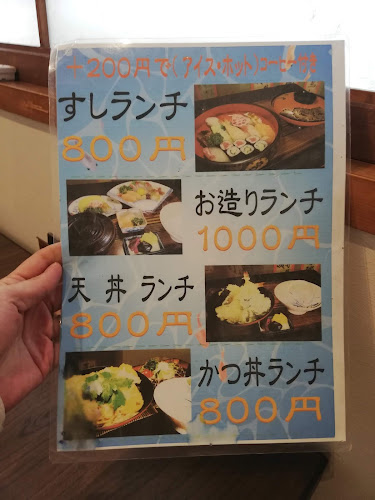 +200円で(アイス・ホット)コーヒー付き
すしランチ
800円
お造りランチ
1000円
天丼 ランチ
800円
かつ丼ランチ
800円